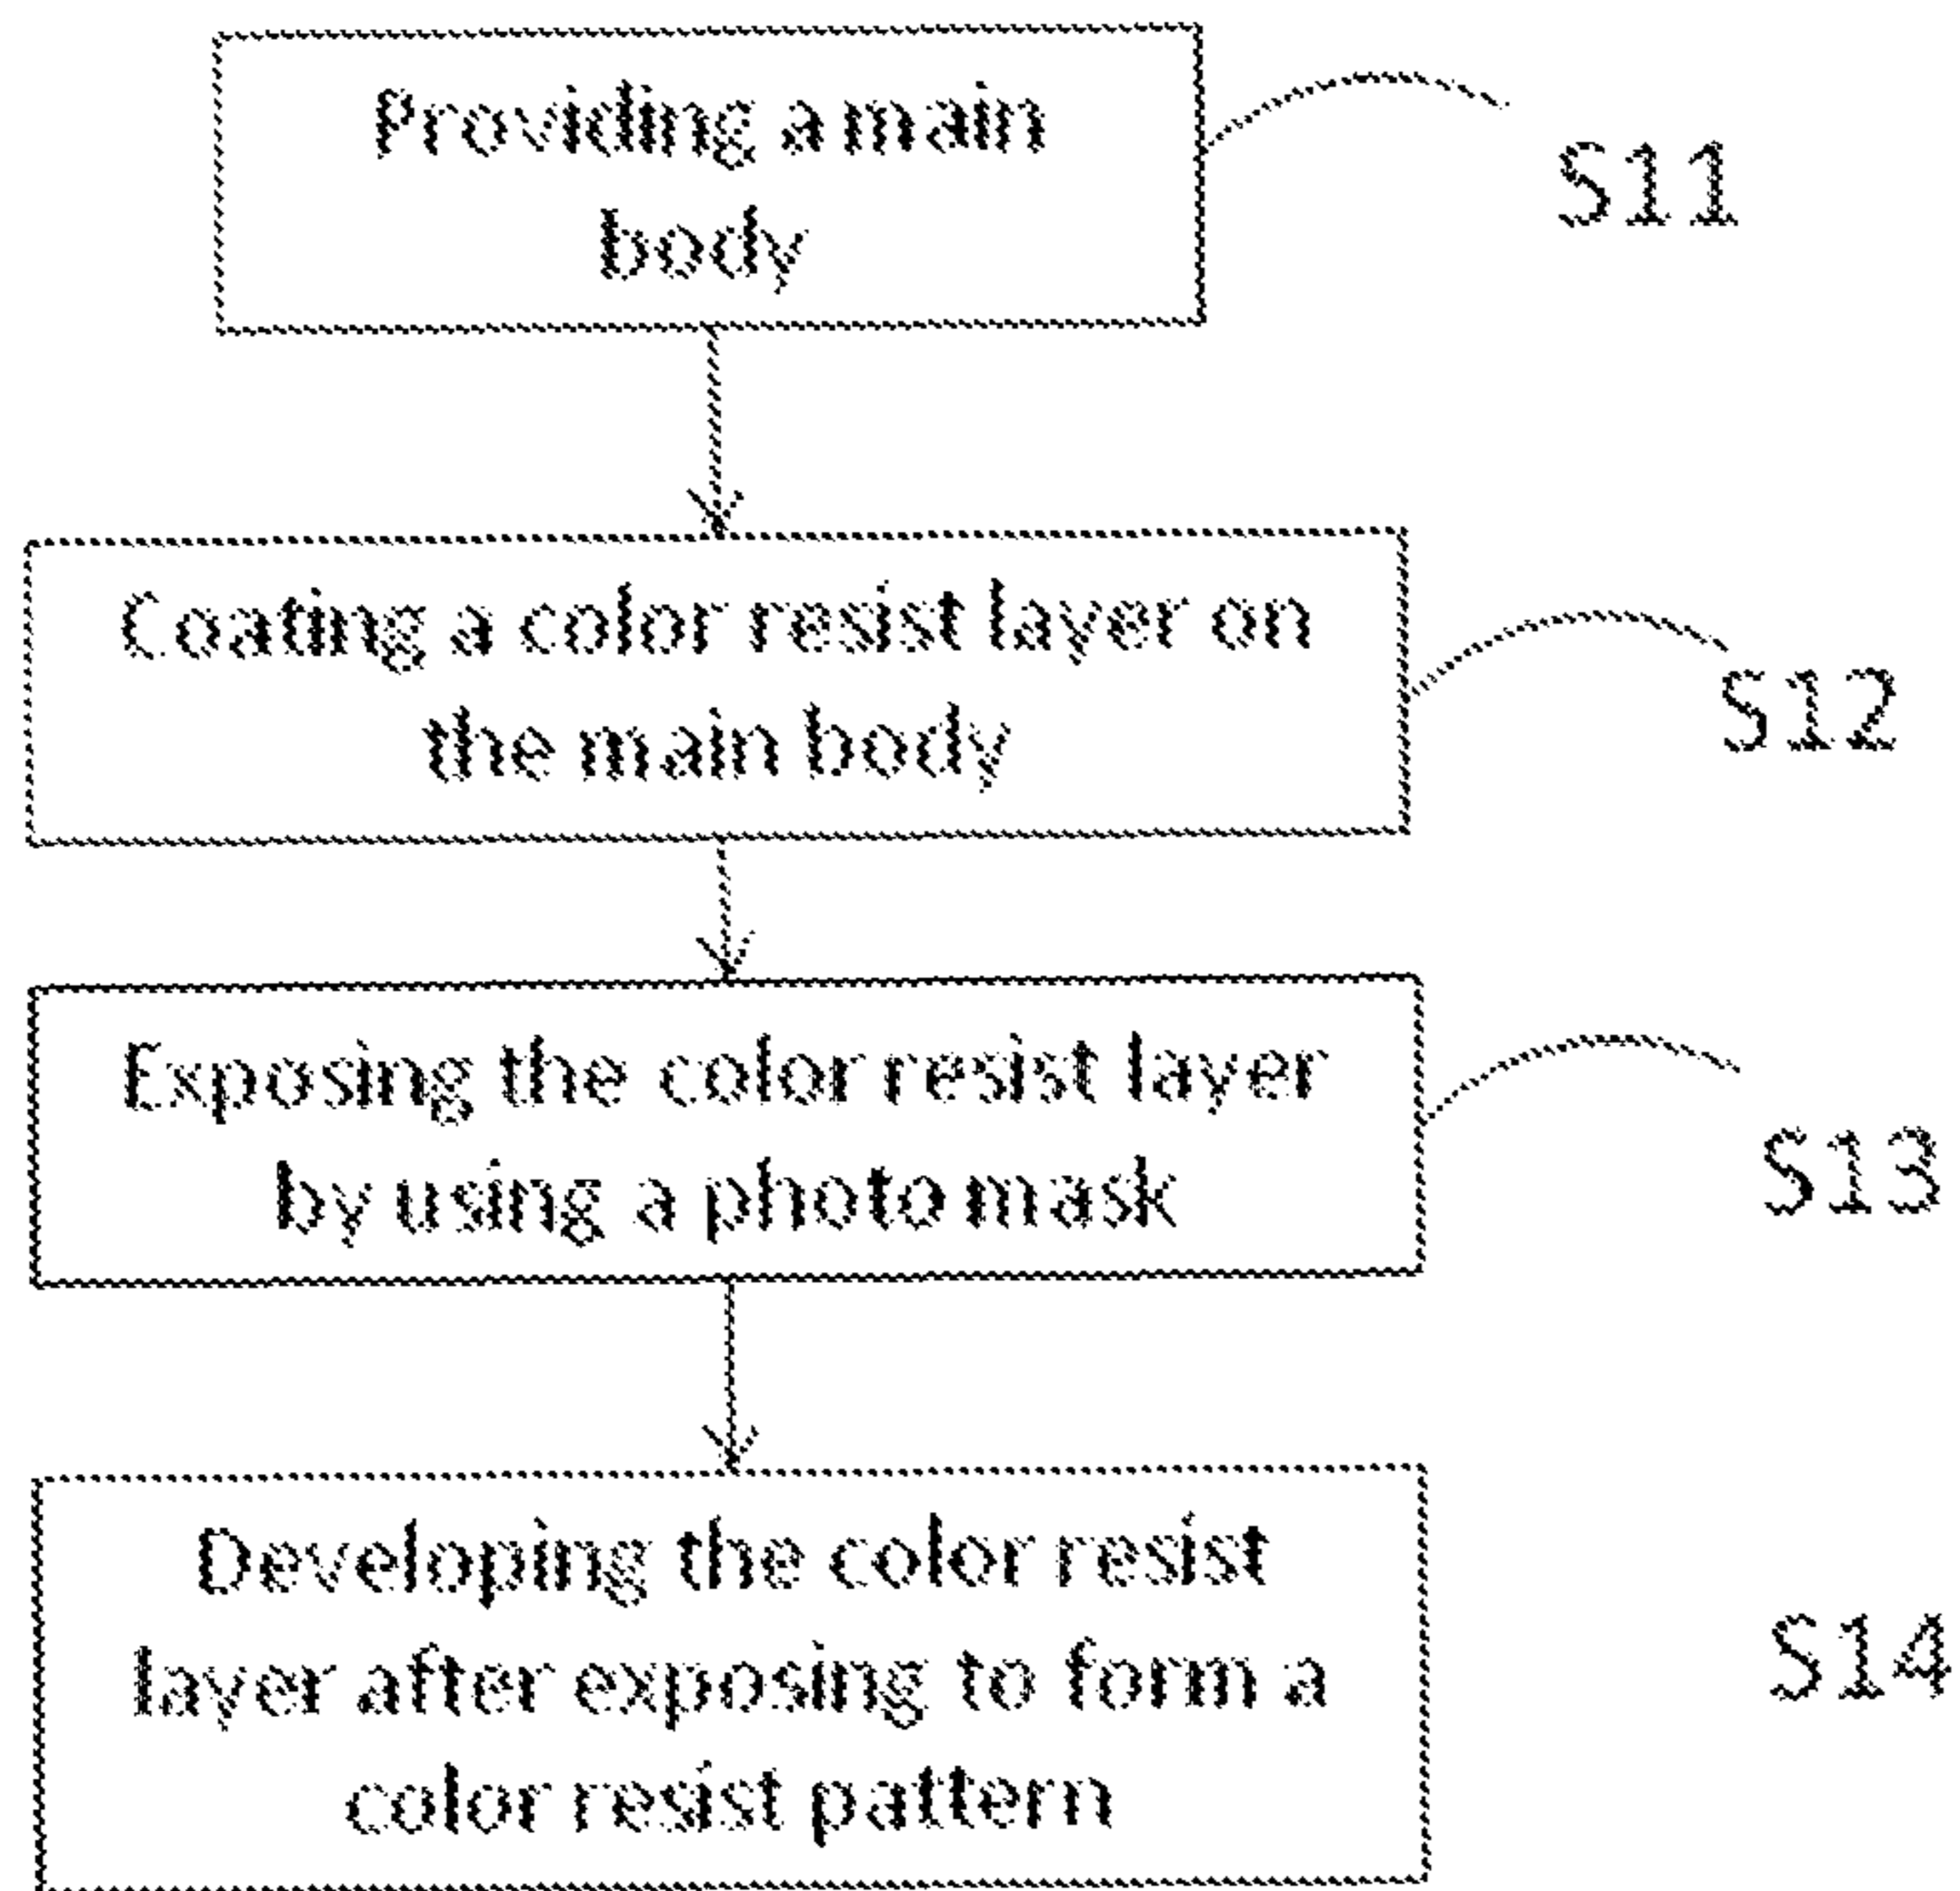 Providing a main
body
S11
Coating a color resist layer on
the main body
S12
Exposing the color resist layer
by using a photo mask
S13
Developing the color resist
layer after exposing to form a
color resist pattern
S14